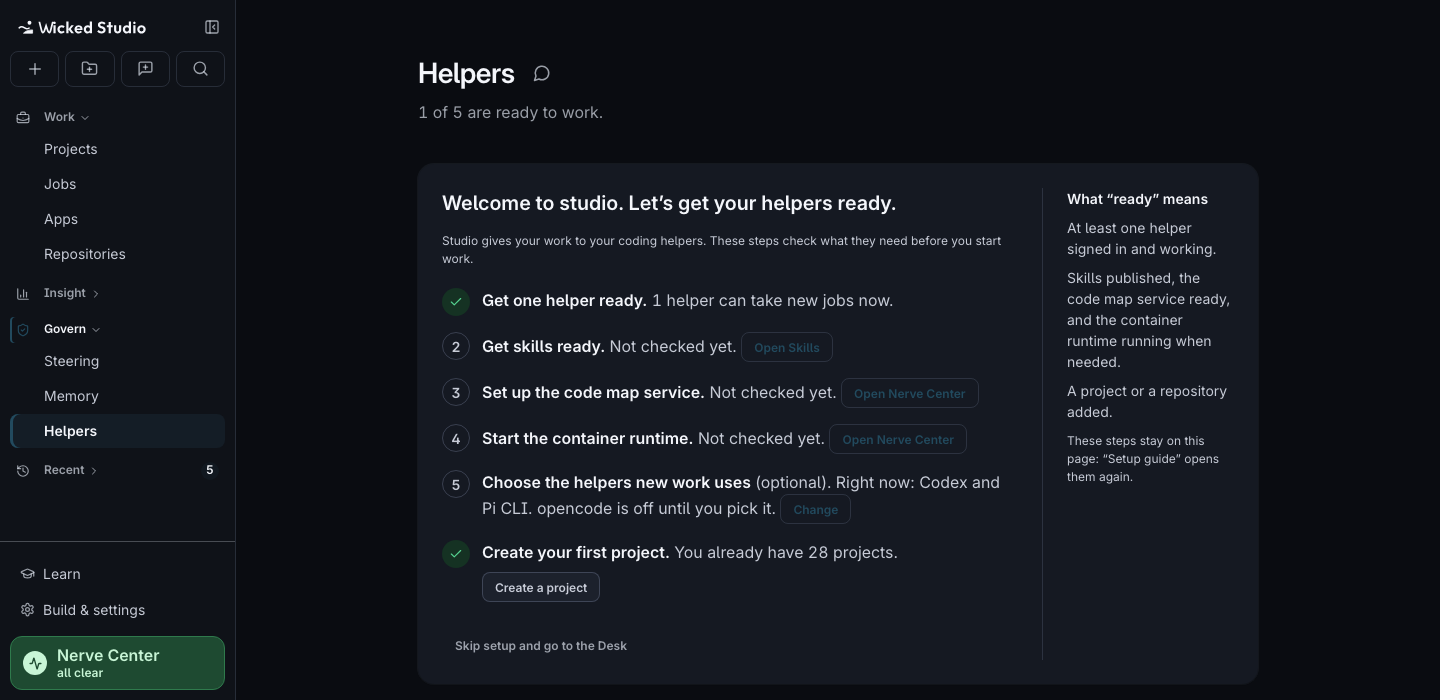 Wicked Studio
Work
Projects
Jobs
Apps
Repositories
Insight
Govern
Steering
Memory
Helpers
Recent
5
Learn
Build & settings
Nerve Center
all clear
Helpers
1 of 5 are ready to work.
Welcome to studio. Let’s get your helpers ready.
Studio gives your work to your coding helpers. These steps check what they need before you start
work.
Get one helper ready. 1 helper can take new jobs now.
2 Get skills ready. Not checked yet. Open Skills
3 Set up the code map service. Not checked yet. Open Nerve Center
4 Start the container runtime. Not checked yet. Open Nerve Center
5 Choose the helpers new work uses (optional). Right now: Codex and
Pi CLI. opencode is off until you pick it. Change
Create your first project. You already have 28 projects.
Create a project
Skip setup and go to the Desk
What “ready” means
At least one helper
signed in and working.
Skills published, the
code map service ready,
and the container
runtime running when
needed.
A project or a repository
added.
These steps stay on this
page: “Setup guide” opens
them again.